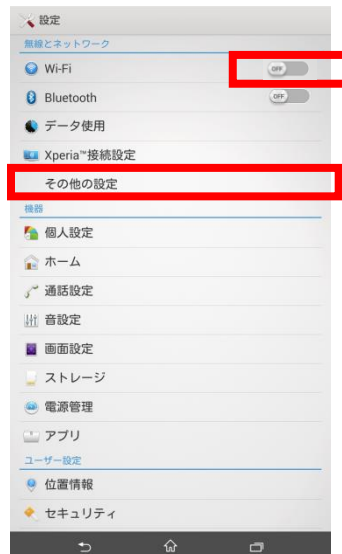 設定
無線とネットワーク
Wi-Fi OFF
Bluetooth OFF
データ使用
Xperia™接続設定
その他の設定
機器
個人設定
ホーム
通話設定
音設定
画面設定
ストレージ
電源管理
アプリ
ユーザー設定
位置情報
セキュリティ